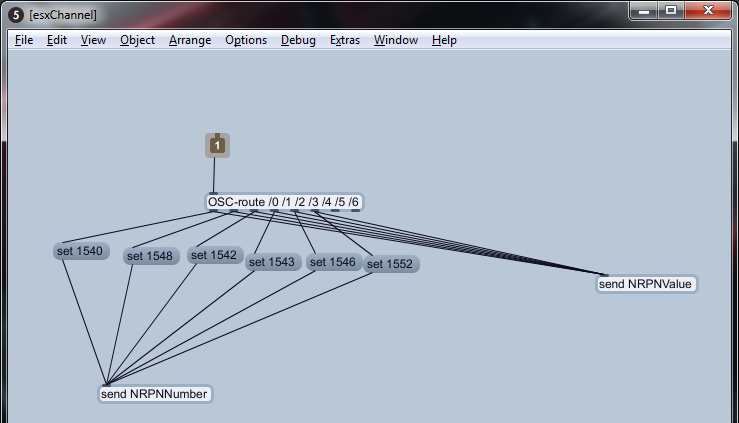 5 [esxChannel]
File Edit View Object Arrange Options Debug Extras Window Help
1
OSC-route /0 /1 /2 /3 /4 /5 /6
set 1540
set 1548
set 1542
set 1543
set 1546
set 1552
send NRPNValue
send NRPNNumber